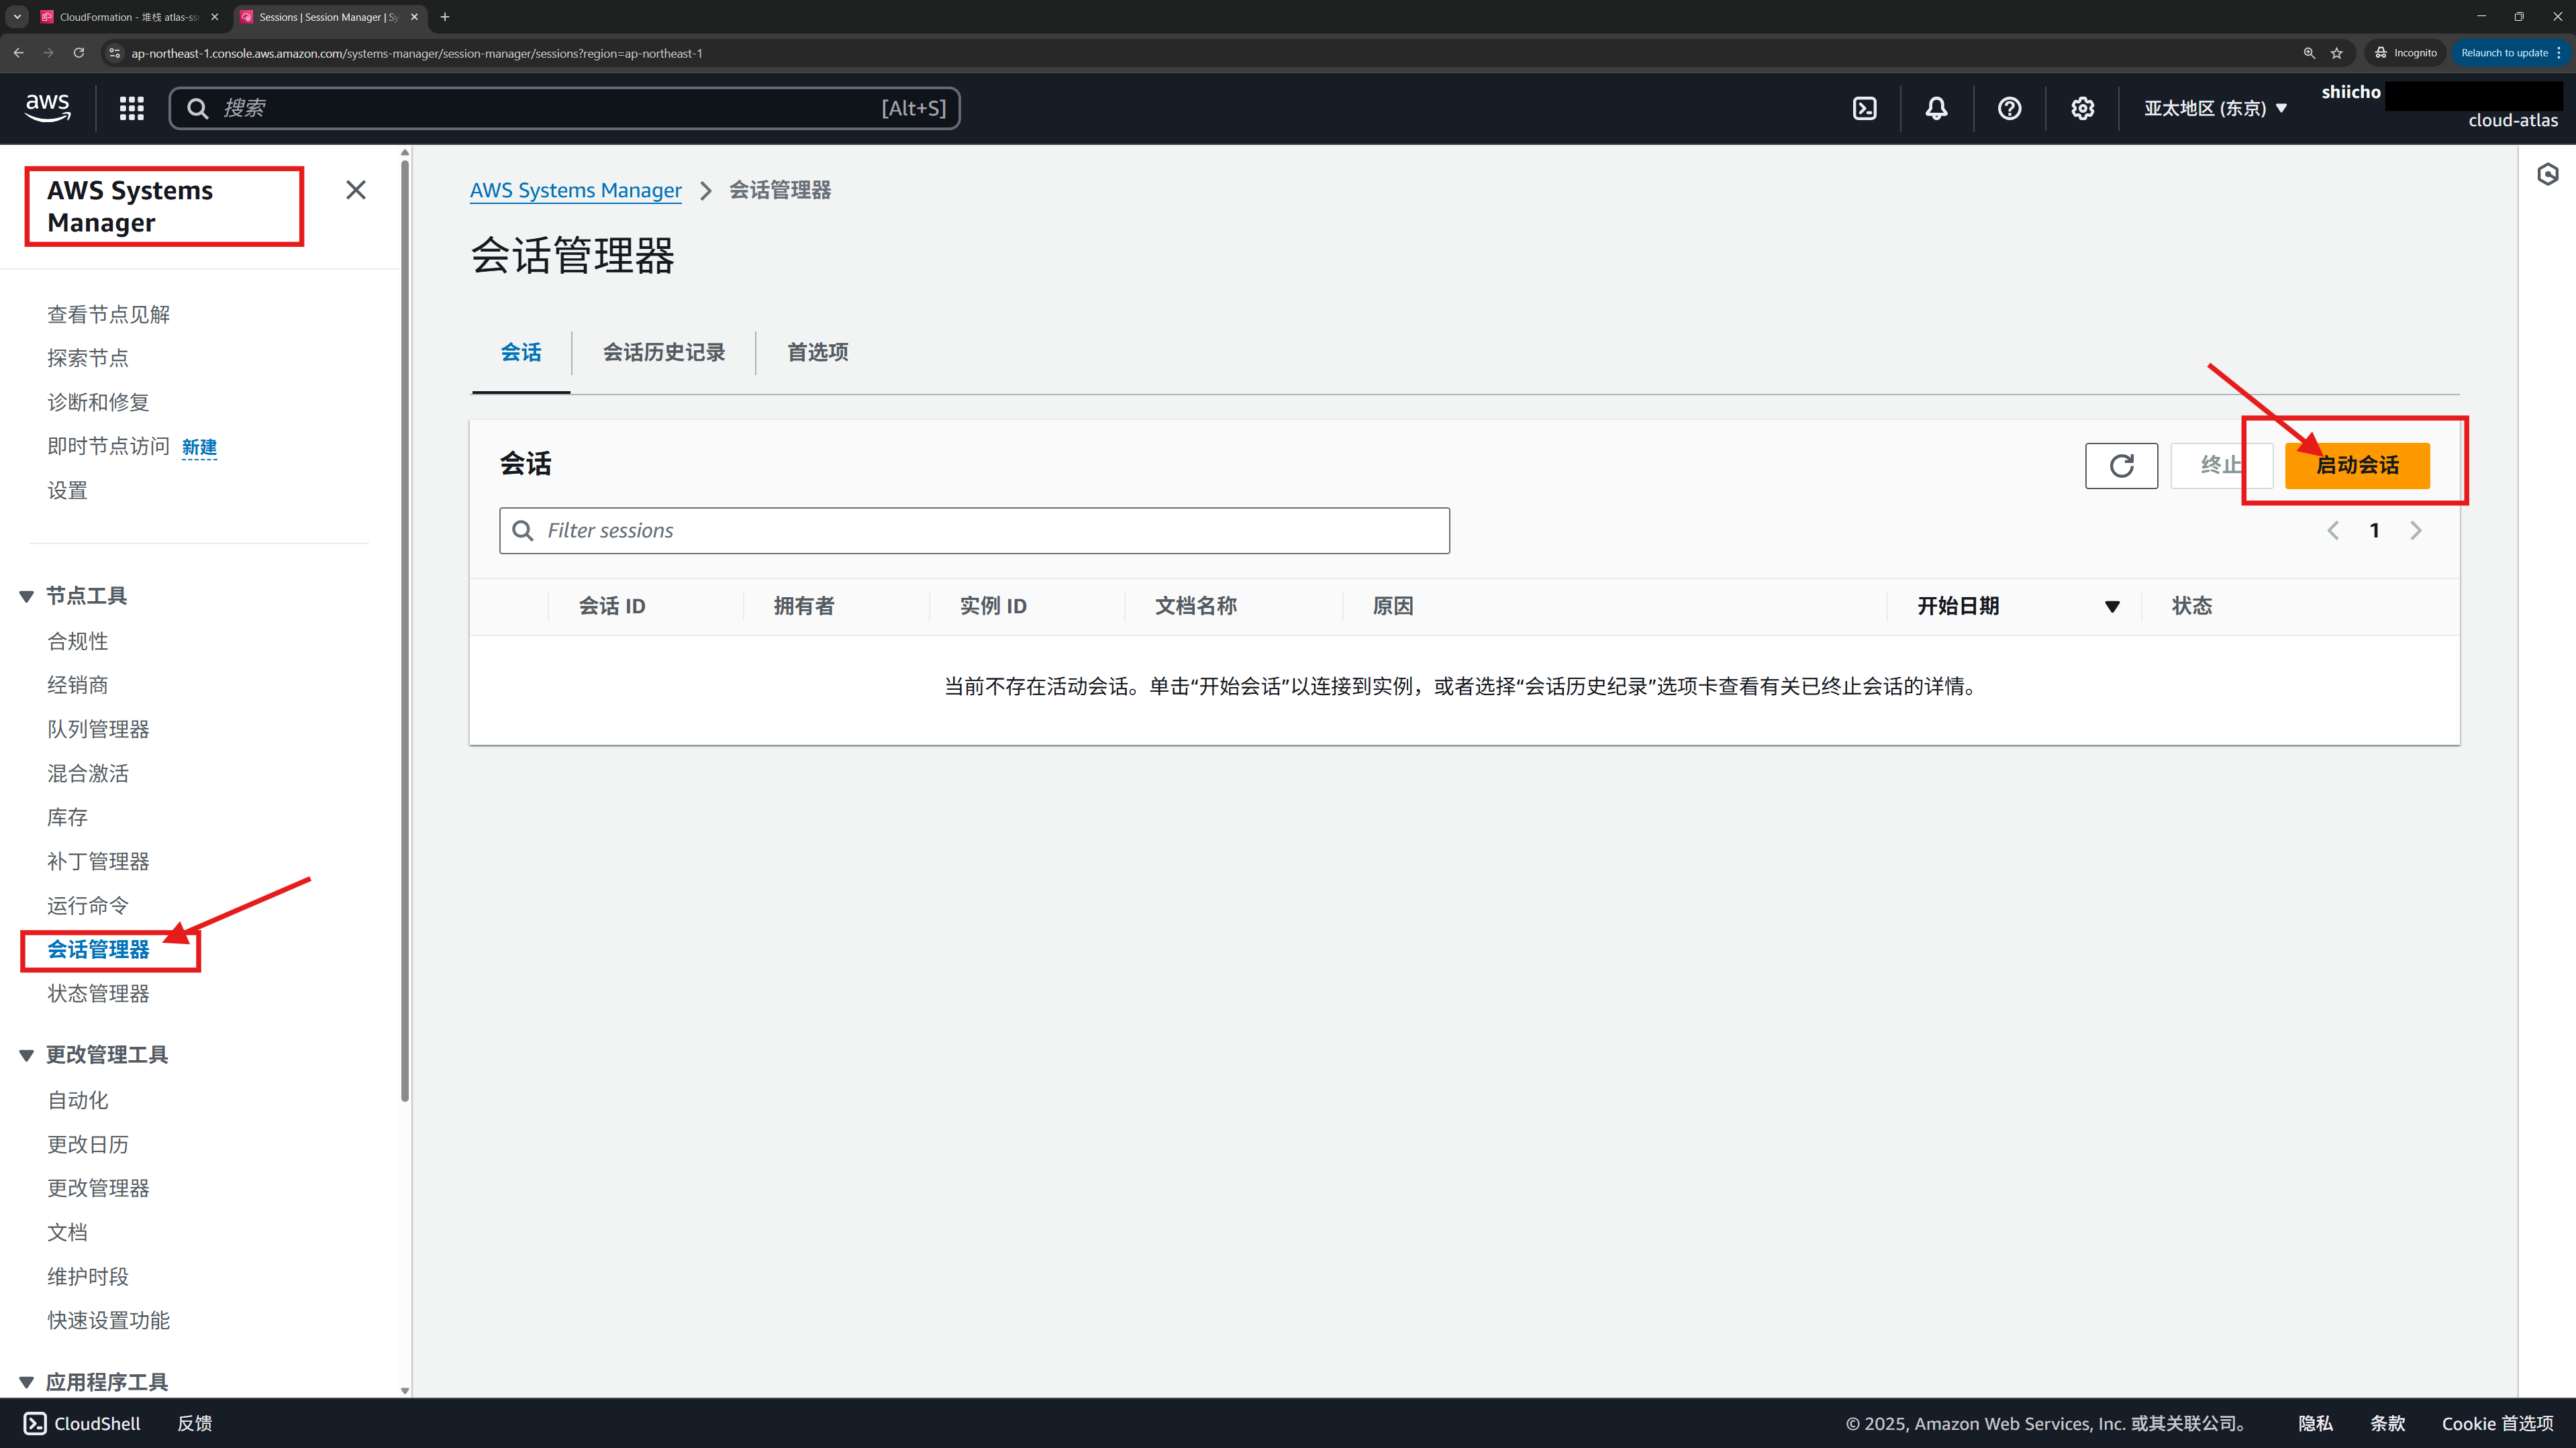 CloudFormation - 堆栈 atlas-ss
Sessions | Session Manager | Sy
ap-northeast-1.console.aws.amazon.com/systems-manager/session-manager/sessions?region=ap-northeast-1
Incognito
Relaunch to update
aws
搜索
[Alt+S]
亚太地区 (东京)
shiicho
cloud-atlas
AWS Systems
Manager
查看节点见解
探索节点
诊断和修复
即时节点访问 新建
设置
节点工具
合规性
经销商
队列管理器
混合激活
库存
补丁管理器
运行命令
会话管理器
状态管理器
更改管理工具
自动化
更改日历
更改管理器
文档
维护时段
快速设置功能
应用程序工具
AWS Systems Manager 会话管理器
会话管理器
会话 会话历史记录 首选项
会话
终止 启动会话
Filter sessions
1
会话 ID 拥有者 实例 ID 文档名称 原因 开始日期 状态
当前不存在活动会话。单击“开始会话”以连接到实例，或者选择“会话历史纪录”选项卡查看有关已终止会话的详情。
CloudShell 反馈 © 2025, Amazon Web Services, Inc. 或其关联公司。 隐私 条款 Cookie 首选项